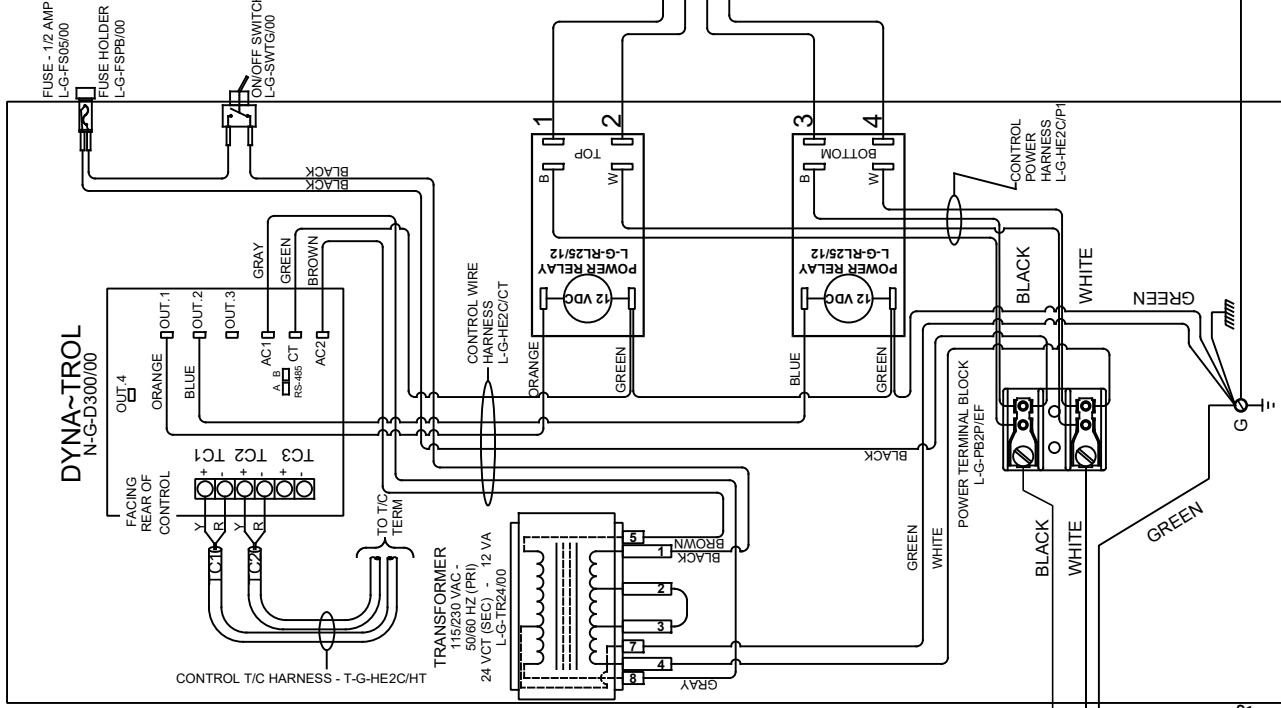 FUSE - 1/2 AMP
L-G-FS05/00
FUSE HOLDER
L-G-FSPB/00
ON/OFF SWITCH
L-G-SWTG/00
BLACK
BLACK
1
2
TOP
B
W
POWER RELAY
L-G-RL25/12
12 VDC
3
4
BOTTOM
B
W
POWER RELAY
L-G-RL25/12
12 VDC
CONTROL
POWER
HARNESS
L-G-HE2C/P1
BLACK
WHITE
GREEN
DYNA~TROL
N-G-D300/00
OUT.4
OUT.1
OUT.2
OUT.3
AC1
CT
AC2
A
B
RS-485
ORANGE
BLUE
GRAY
GREEN
BROWN
CONTROL WIRE
HARNESS
L-G-HE2C/CT
ORANGE
GREEN
BLUE
GREEN
FACING
REAR OF
CONTROL
TC1
TC2
TC3
+
-
+
-
+
-
Y
R
Y
R
C1
C2
TO T/C
TERM
CONTROL T/C HARNESS - T-G-HE2C/HT
TRANSFORMER
115/230 VAC -
50/60 HZ (PRI)
24 VCT (SEC) - 12 VA
L-G-TR24/00
5
BROWN
1
BLACK
2
3
7
4
8
GRAY
BLACK
GREEN
WHITE
POWER TERMINAL BLOCK
L-G-PB2P/EF
BLACK
WHITE
GREEN
G